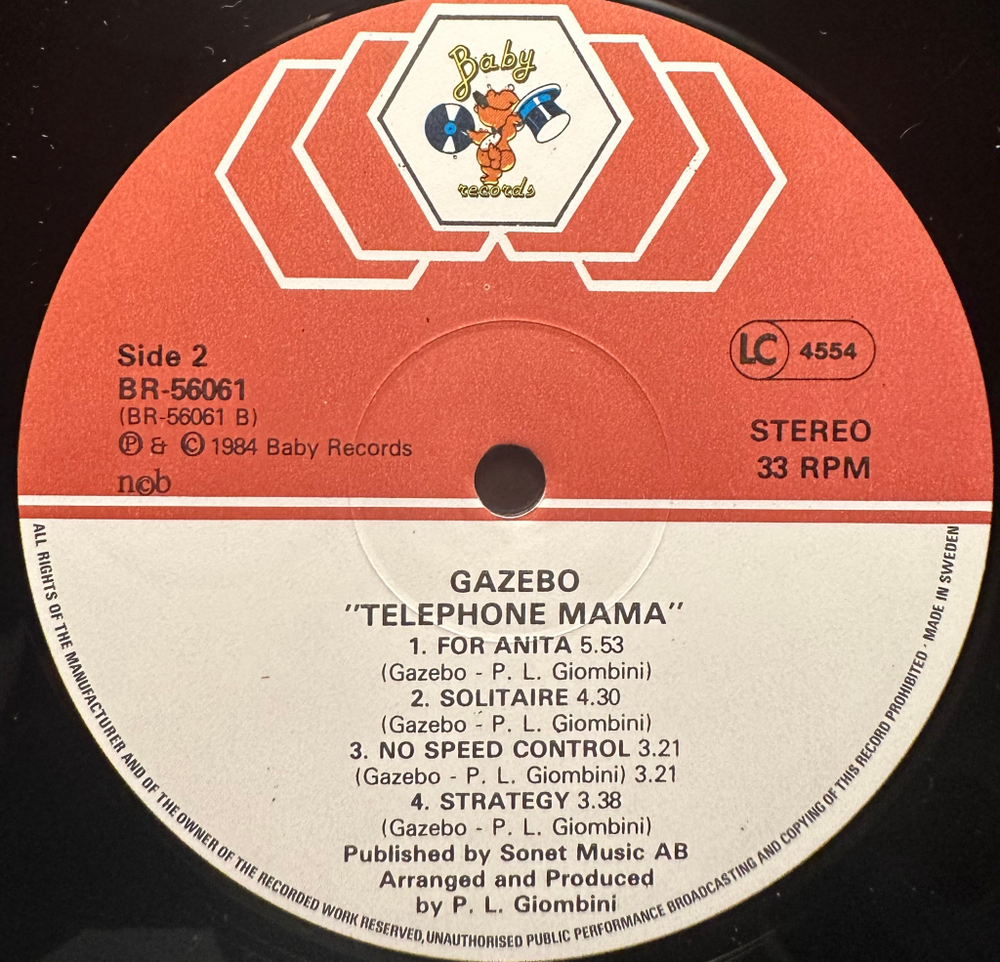 Baby
records
Side 2
BR-56061
(BR-56061 B)
Ⓟ & © 1984 Baby Records
n©b
LC 4554
STEREO
33 RPM
GAZEBO
"TELEPHONE MAMA"
1. FOR ANITA 5.53
(Gazebo - P. L. Giombini)
2. SOLITAIRE 4.30
(Gazebo - P. L. Giombini)
3. NO SPEED CONTROL 3.21
(Gazebo - P. L. Giombini) 3.21
4. STRATEGY 3.38
(Gazebo - P. L. Giombini)
Published by Sonet Music AB
Arranged and Produced
by P. L. Giombini
ALL RIGHTS OF THE MANUFACTURER AND OF THE OWNER OF THE RECORDED WORK RESERVED, UNAUTHORISED PUBLIC PERFORMANCE BROADCASTING AND COPYING OF THIS RECORD PROHIBITED · MADE IN SWEDEN